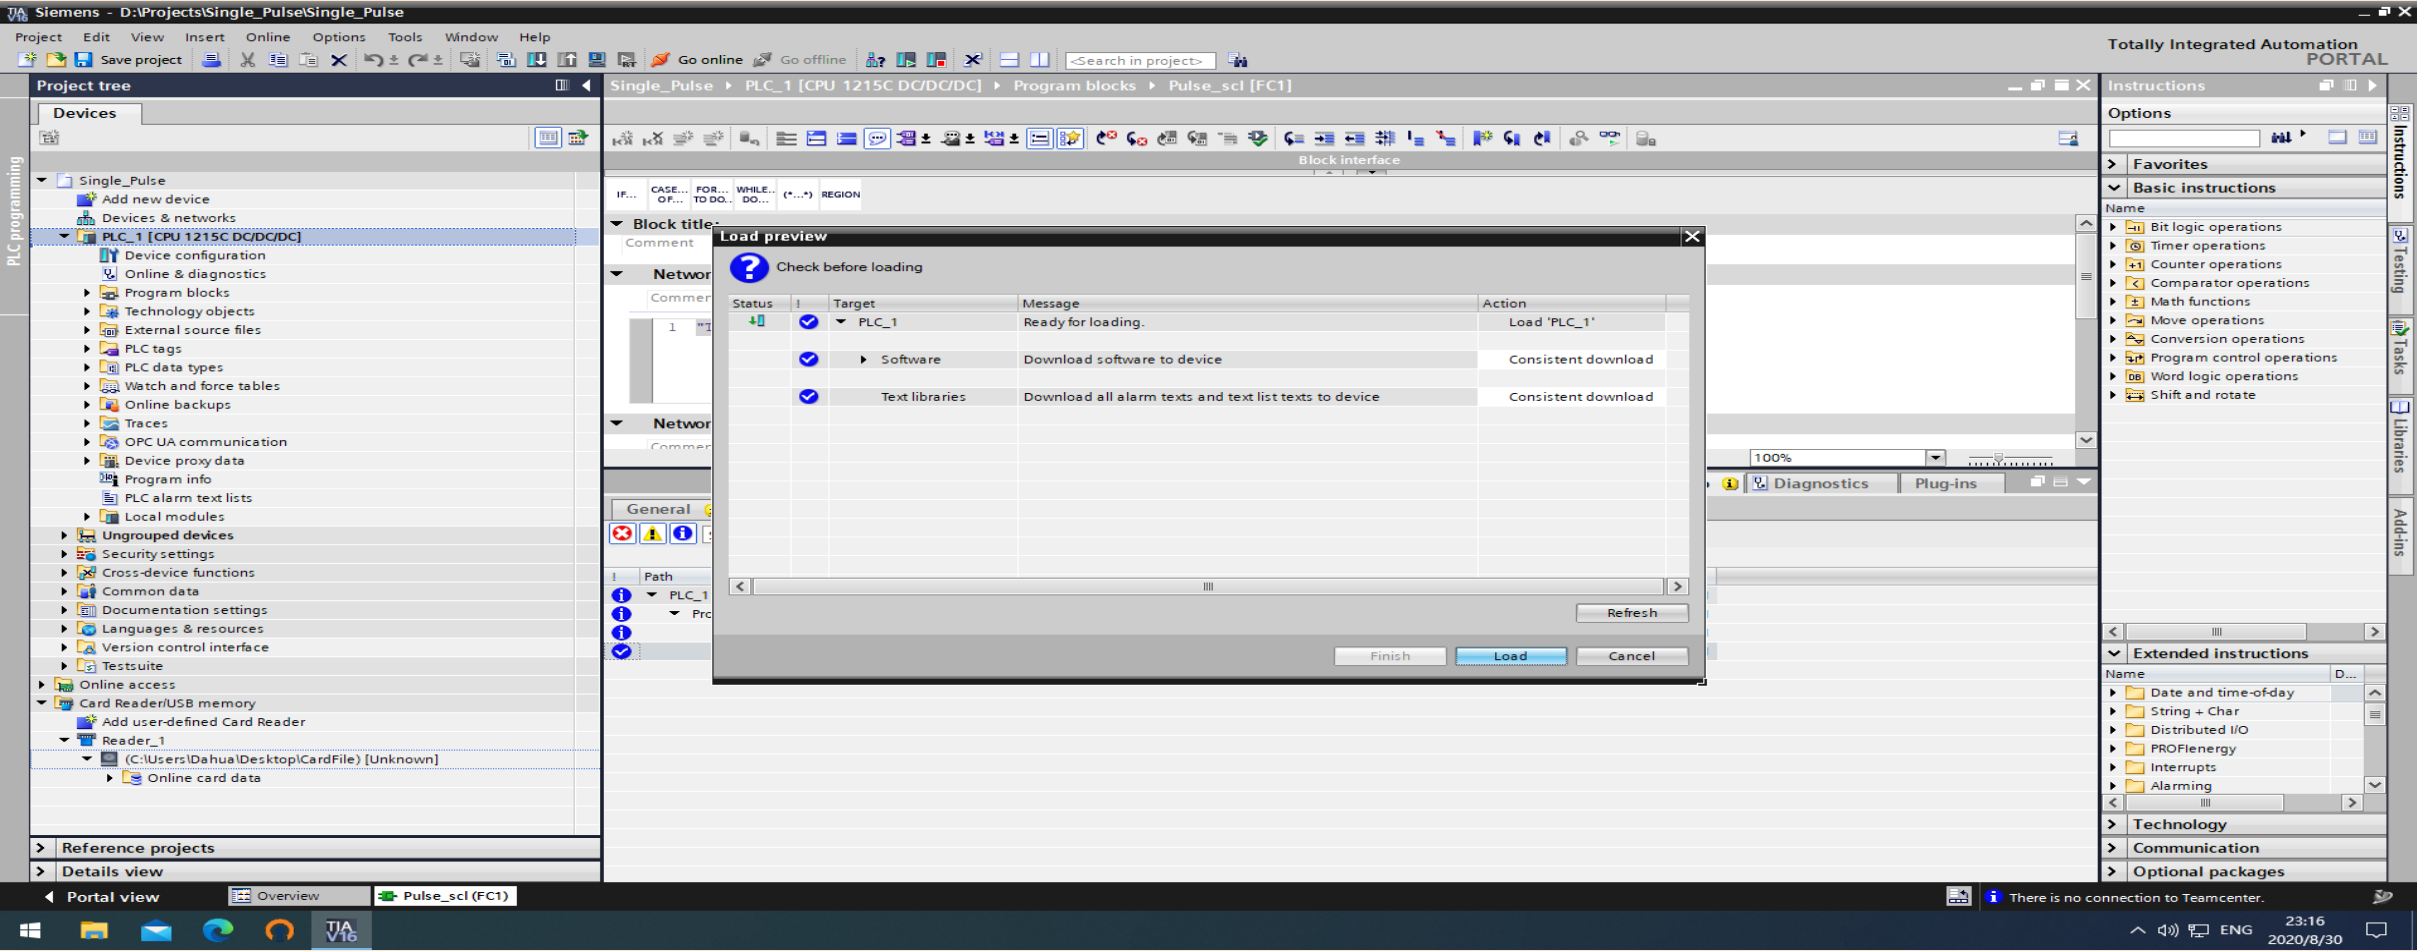 Siemens - D:\Projects\Single_Pulse\Single_Pulse
Project Edit View Insert Online Options Tools Window Help
Totally Integrated Automation
PORTAL
Save project Go online Go offline <Search in project>
Project tree
Single_Pulse PLC_1 [CPU 1215C DC/DC/DC] Program blocks Pulse_scl [FC1]
Instructions
Devices
Options
PLC programming
Instructions
Testing
Tasks
Libraries
Add-ins
Block interface
IF... CASE... OF... FOR... TO DO.. WHILE.. DO... (*...*) REGION
Block title:
Comment
Networ
Commer
1 "T
Networ
Commer
100%
Single_Pulse
Add new device
Devices & networks
PLC_1 [CPU 1215C DC/DC/DC]
Device configuration
Online & diagnostics
Program blocks
Technology objects
External source files
PLC tags
PLC data types
Watch and force tables
Online backups
Traces
OPC UA communication
Device proxy data
Program info
PLC alarm text lists
Local modules
Ungrouped devices
Security settings
Cross-device functions
Common data
Documentation settings
Languages & resources
Version control interface
Testsuite
Online access
Card Reader/USB memory
Add user-defined Card Reader
Reader_1
(C:\Users\Dahua\Desktop\CardFile) [Unknown]
Online card data
Reference projects
Details view
Load preview
Check before loading
Status ! Target Message Action
PLC_1 Ready for loading. Load 'PLC_1'
Software Download software to device Consistent download
Text libraries Download all alarm texts and text list texts to device Consistent download
Refresh
Finish Load Cancel
Diagnostics Plug-ins
General
! Path
PLC_1
Pro
Favorites
Basic instructions
Name
Bit logic operations
Timer operations
Counter operations
Comparator operations
Math functions
Move operations
Conversion operations
Program control operations
Word logic operations
Shift and rotate
Extended instructions
Name D...
Date and time-of-day
String + Char
Distributed I/O
PROFIenergy
Interrupts
Alarming
Technology
Communication
Optional packages
Portal view Overview Pulse_scl (FC1)
There is no connection to Teamcenter.
TIA V16
ENG
23:16
2020/8/30